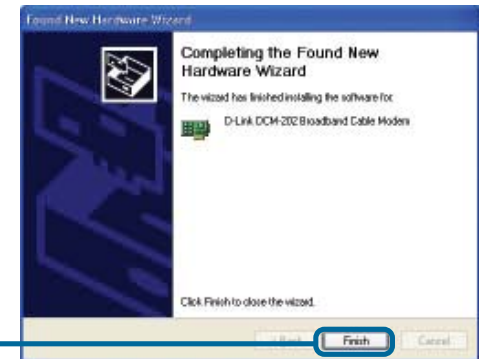 Found New Hardware Wizard
Completing the Found New
Hardware Wizard
The wizard has finished installing the software for:
D-Link DCM-202 Broadband Cable Modem
Click Finish to close the wizard.
< Back
Finish
Cancel